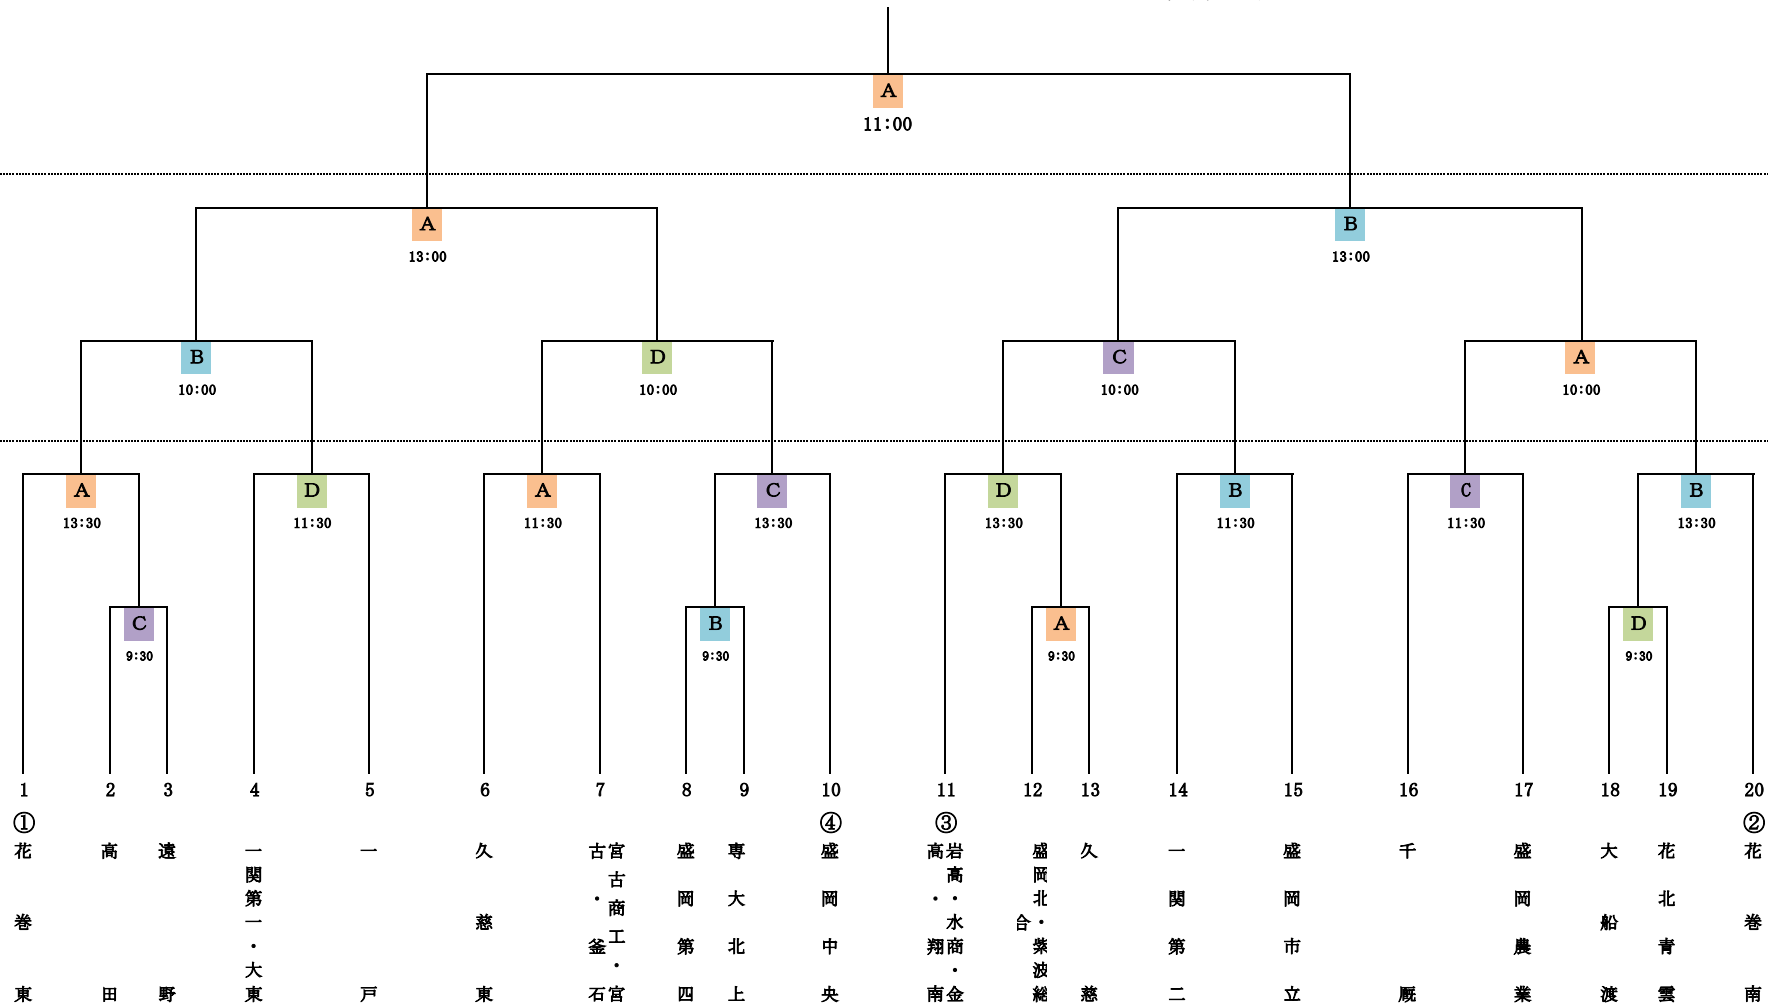 A
11:00
A
B
13:00
13:00
B
D
C
A
10:00
10:00
10:00
10:00
A
D
A
C
D
B
C
B
13:30
11:30
11:30
13:30
13:30
11:30
11:30
13:30
C
B
A
D
9:30
9:30
9:30
9:30
1 2 3 4 5 6 7 8 9 10 11 12 13 14 15 16 17 18 19 20
① ④ ③ ②
花巻東
高田
遠野
一関第一・大東
一戸
久慈東
宮古商工・宮
古・釜石
盛岡第四
専大北上
盛岡中央
岩高・水商・金
高・翔南
盛岡北・紫波総
合
久慈
一関第二
盛岡市立
千厩
盛岡農業
大船渡
花北青雲
花巻南